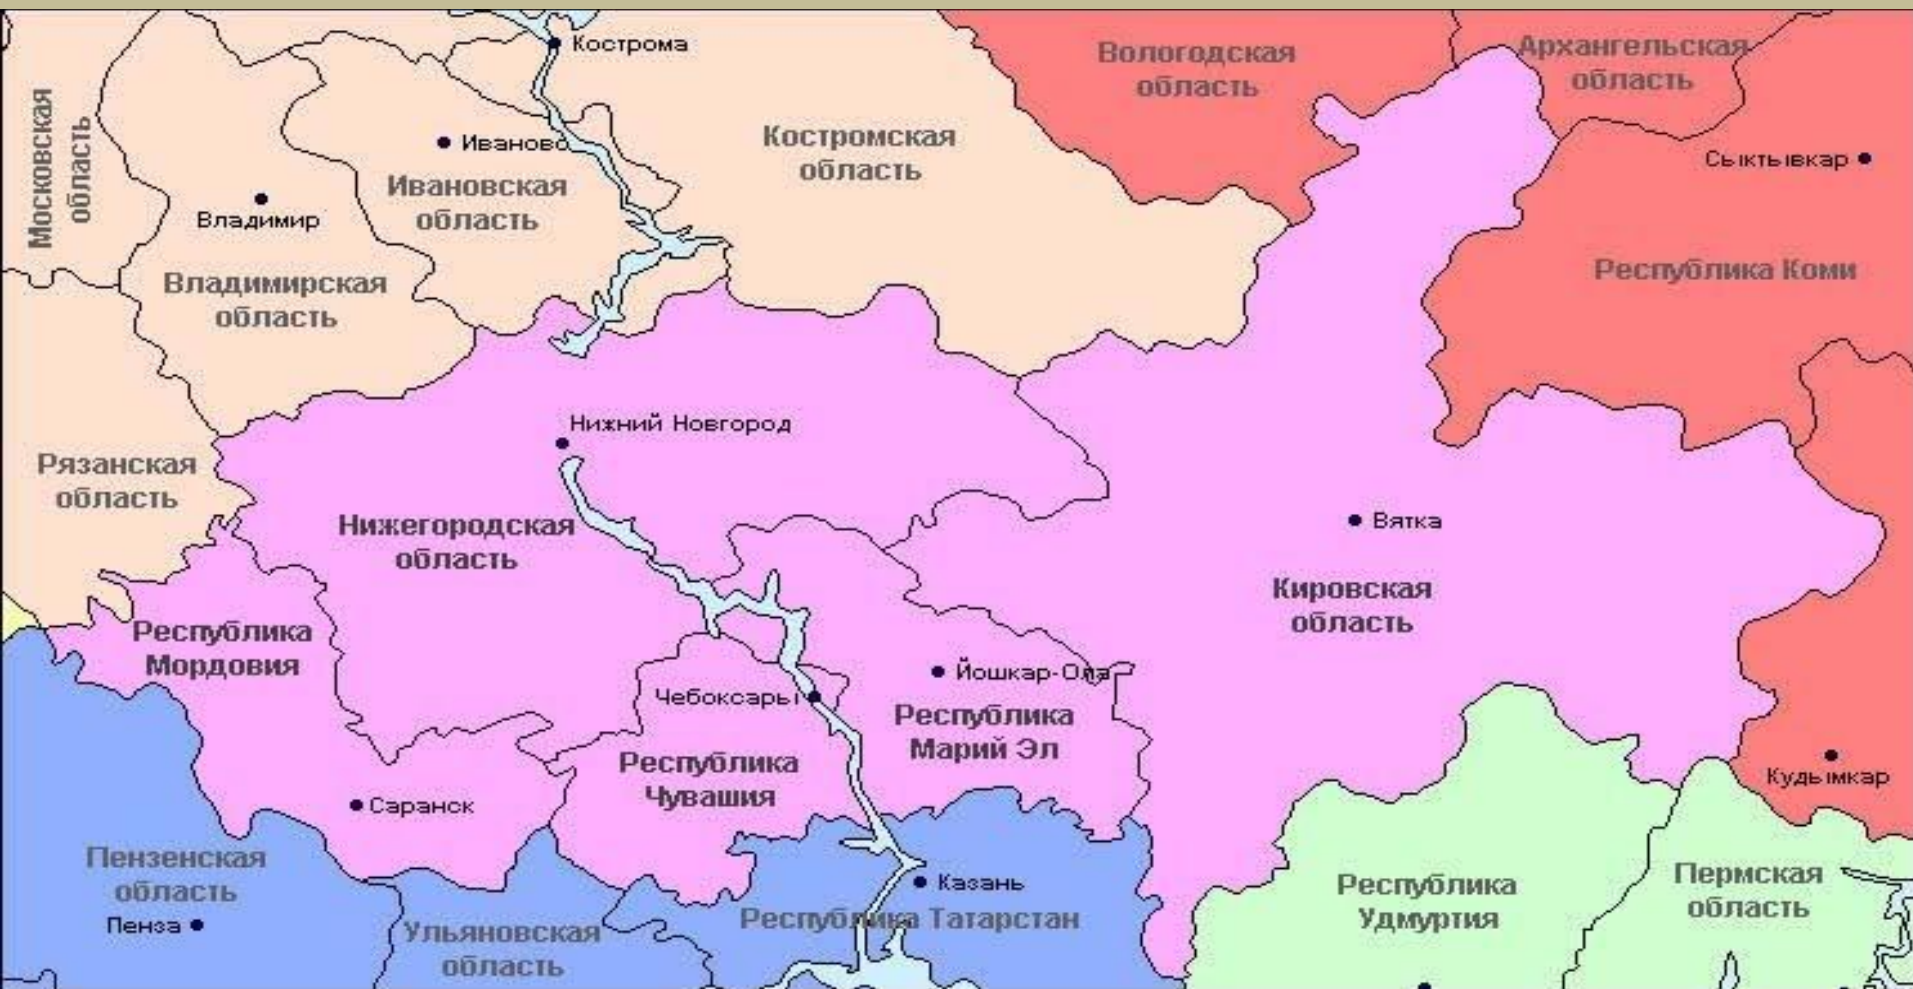 Кострома
Вологодская
область
Архангельская
область
Московская
область
Иваново
Костромская
область
Сыктывкар
Ивановская
область
Владимир
Владимирская
область
Республика Коми
Нижний Новгород
Рязанская
область
Нижегородская
область
Вятка
Кировская
область
Республика
Мордовия
Йошкар-Ола
Чебоксары
Республика
Марий Эл
Республика
Чувашия
Кудымкар
Саранск
Пензенская
область
Пенза
Казань
Республика Татарстан
Ульяновская
область
Республика
Удмуртия
Пермская
область